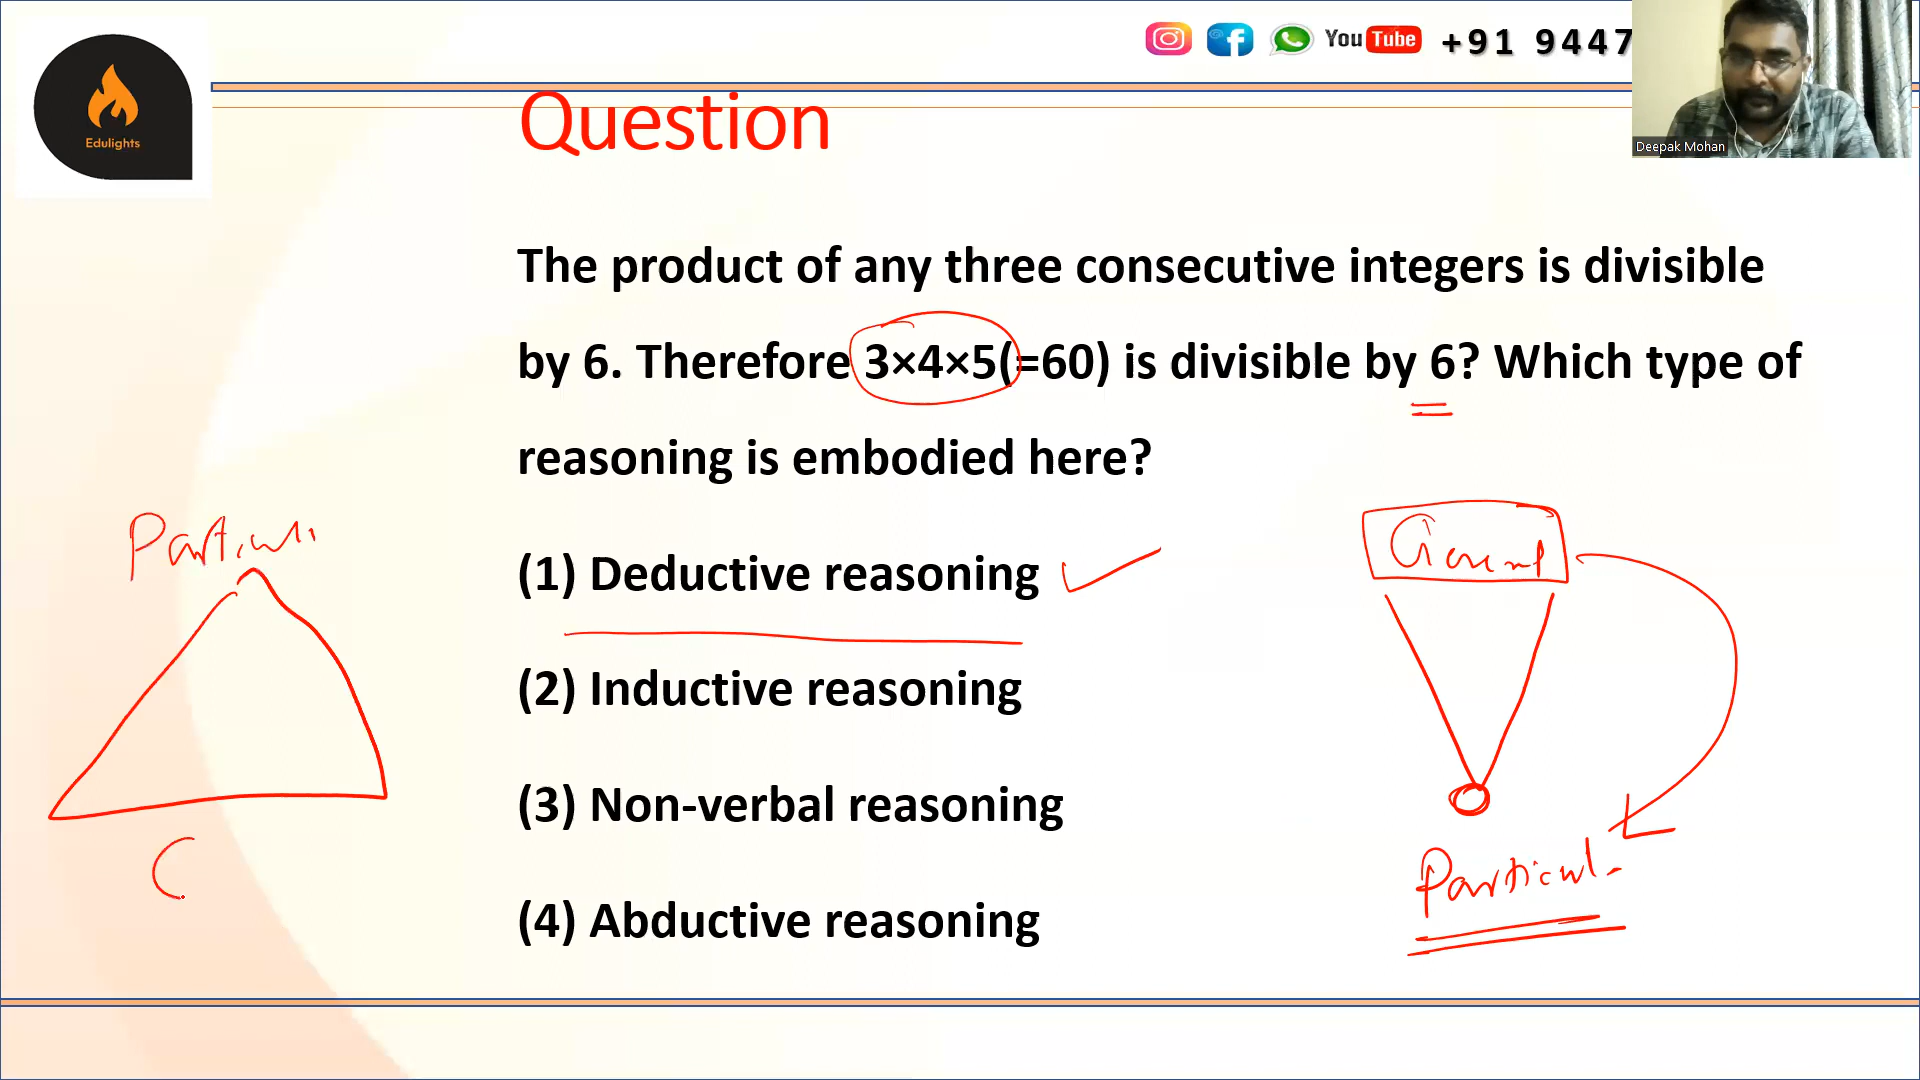 You Tube +91 9447
Edulights
Deepak Mohan
Question
The product of any three consecutive integers is divisible
by 6. Therefore 3×4×5(=60) is divisible by 6? Which type of
reasoning is embodied here?
(1) Deductive reasoning
(2) Inductive reasoning
(3) Non-verbal reasoning
(4) Abductive reasoning
Particul.
C